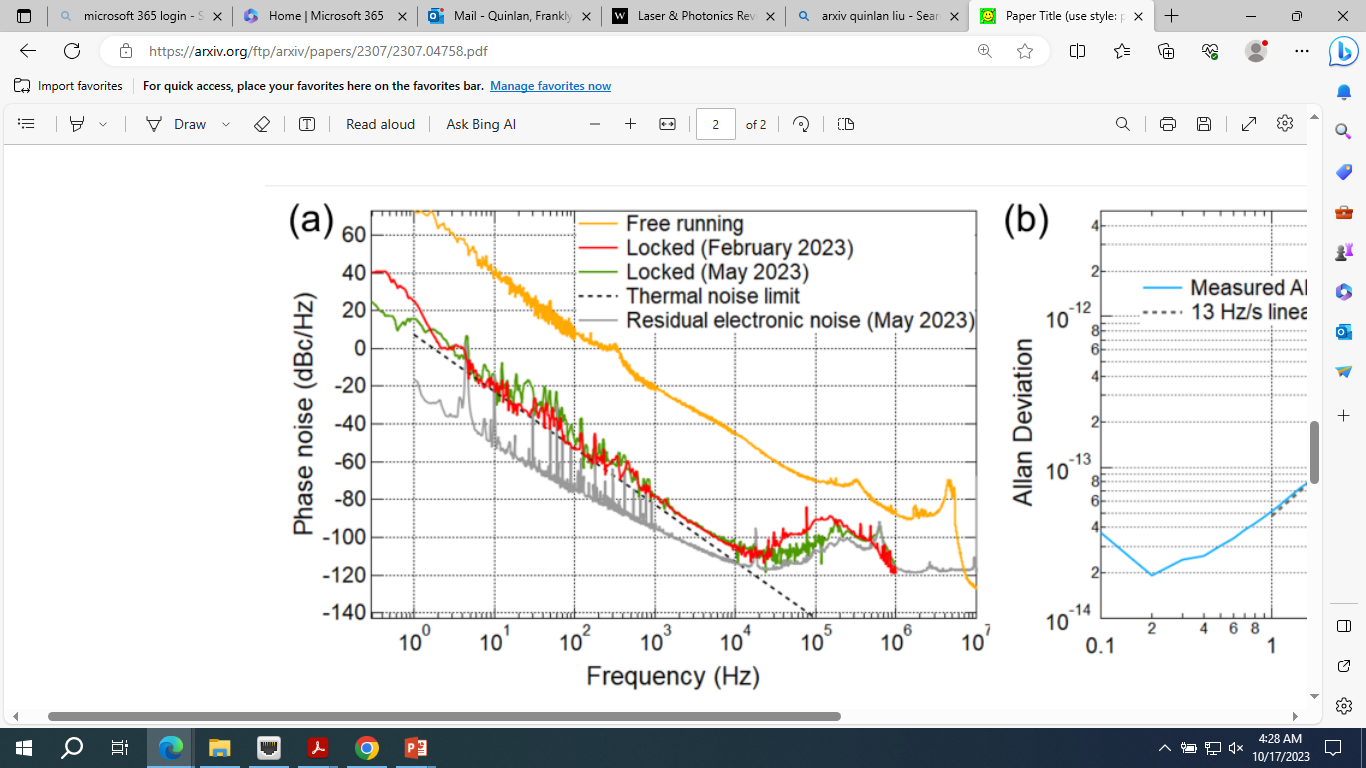 microsoft 365 login - S
Home | Microsoft 365
Mail - Quinlan, Frankly
Laser & Photonics Rev
arxiv quinlan liu - Sear
Paper Title (use style: p
https://arxiv.org/ftp/arxiv/papers/2307/2307.04758.pdf
Import favorites
For quick access, place your favorites here on the favorites bar. Manage favorites now
Draw
Read aloud
Ask Bing AI
2 of 2
(a)
Free running
Locked (February 2023)
Locked (May 2023)
Thermal noise limit
Residual electronic noise (May 2023)
Phase noise (dBc/Hz)
60
40
20
0
-20
-40
-60
-80
-100
-120
-140
10⁰ 10¹ 10² 10³ 10⁴ 10⁵ 10⁶ 10⁷
Frequency (Hz)
(b)
Measured Al
13 Hz/s linea
Allan Deviation
4
2
10⁻¹²
8
6
4
2
10⁻¹³
8
6
4
2
10⁻¹⁴
2 4 6 8
0.1 1
4:28 AM
10/17/2023